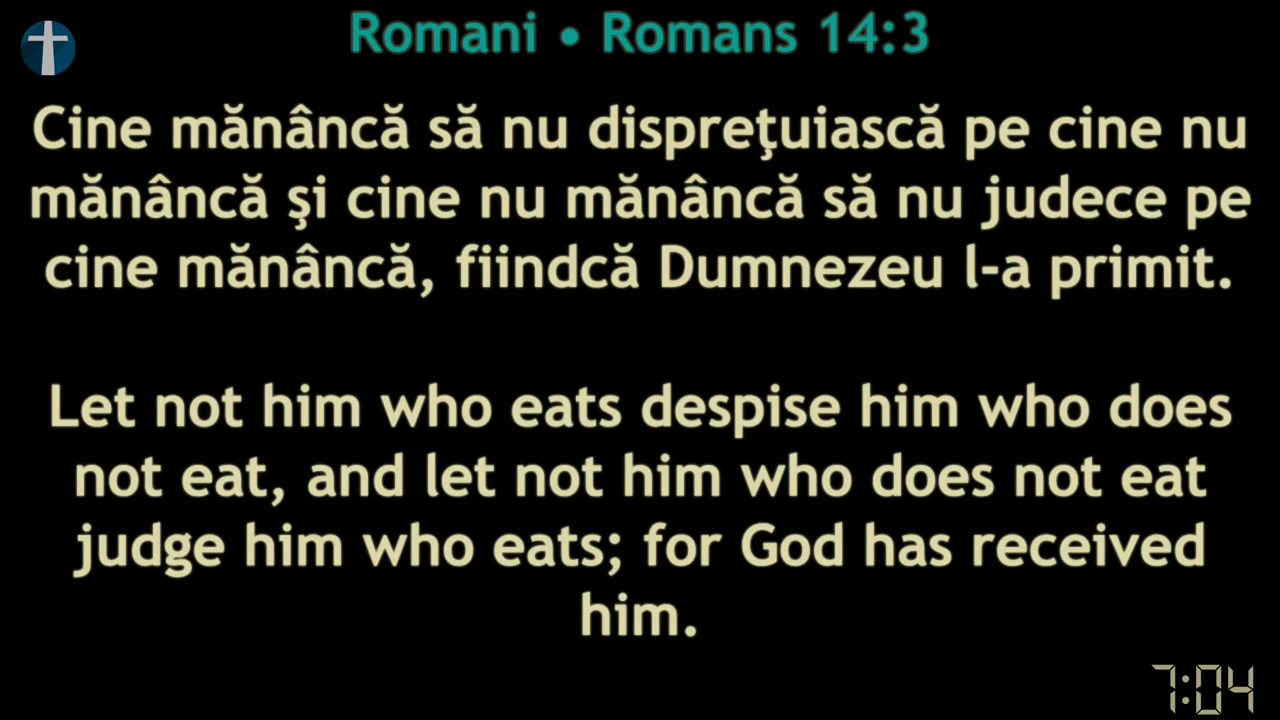 Romani • Romans 14:3
Cine mănâncă să nu dispreţuiască pe cine nu
mănâncă şi cine nu mănâncă să nu judece pe
cine mănâncă, fiindcă Dumnezeu l-a primit.
Let not him who eats despise him who does
not eat, and let not him who does not eat
judge him who eats; for God has received
him.
7:04